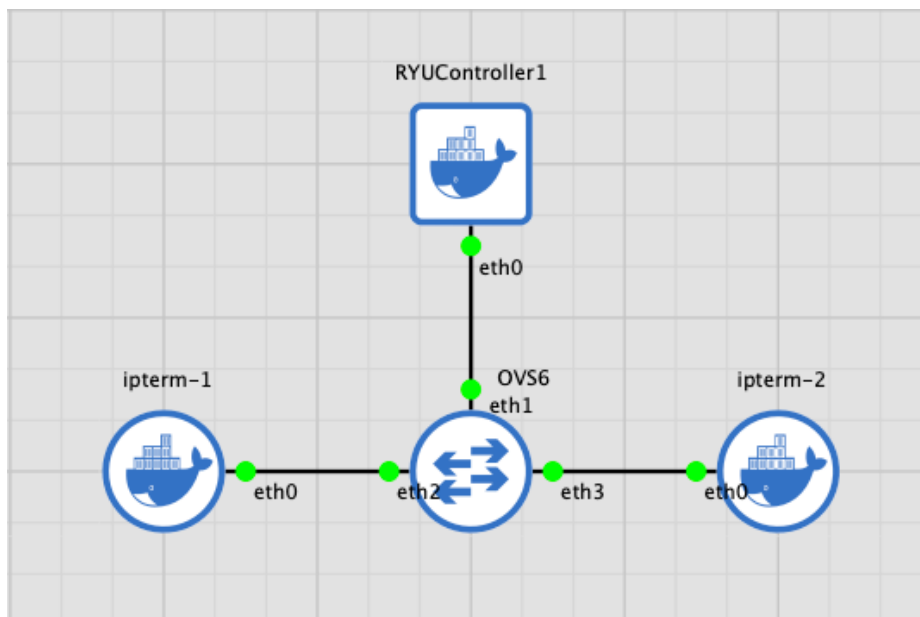 RYUController1
eth0
ipterm-1
OVS6
ipterm-2
eth1
eth0
eth2
eth3
eth0